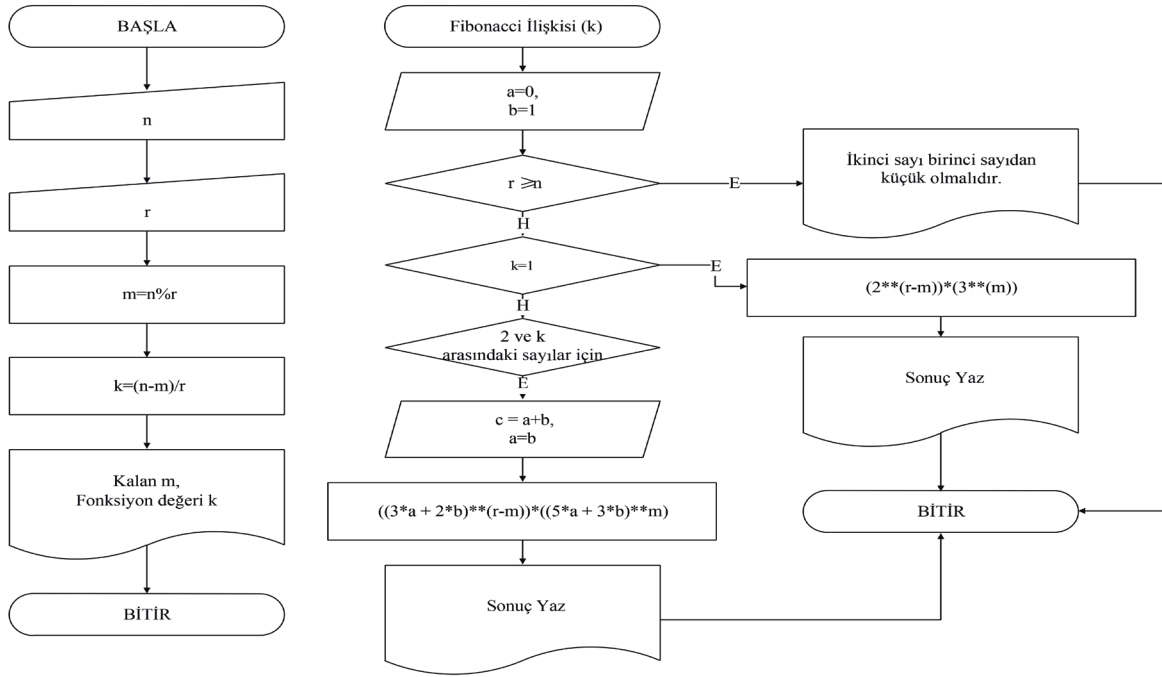 BAŞLA
n
r
m=n%r
k=(n-m)/r
Kalan m,
Fonksiyon değeri k
BİTİR
Fibonacci İlişkisi (k)
a=0,
b=1
r ⩾n
E
İkinci sayı birinci sayıdan
küçük olmalıdır.
H
k=1
E
(2**(r-m))*(3**(m))
H
2 ve k
arasındaki sayılar için
E
Sonuç Yaz
c = a+b,
a=b
((3*a + 2*b)**(r-m))*((5*a + 3*b)**m)
BİTİR
Sonuç Yaz